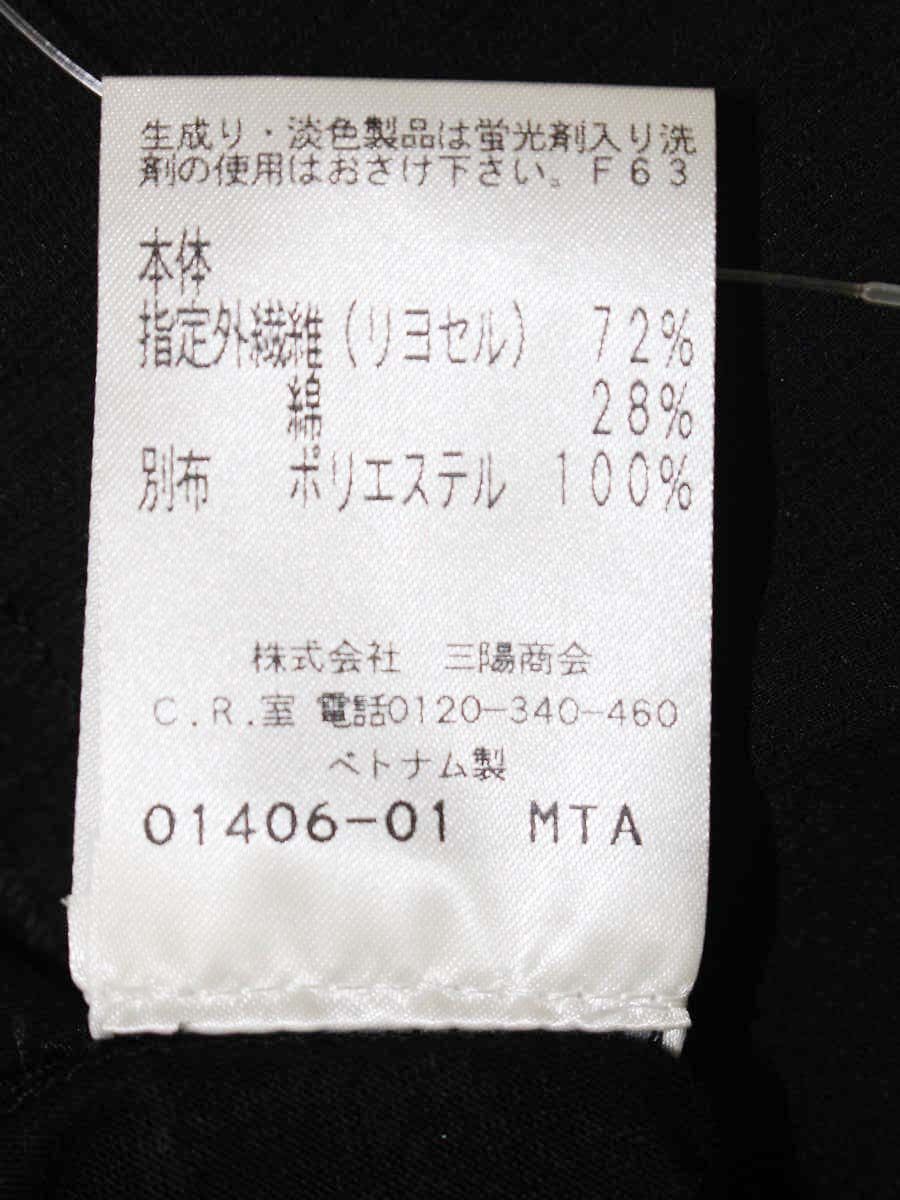 生成り・淡色製品は蛍光剤入り洗
剤の使用はおさけ下さい。F63
本体
指定外繊維(リヨセル) 72%
綿 28%
別布 ポリエステル 100%
株式会社 三陽商会
C.R.室 電話0120-340-460
ベトナム製
01406-01 MTA